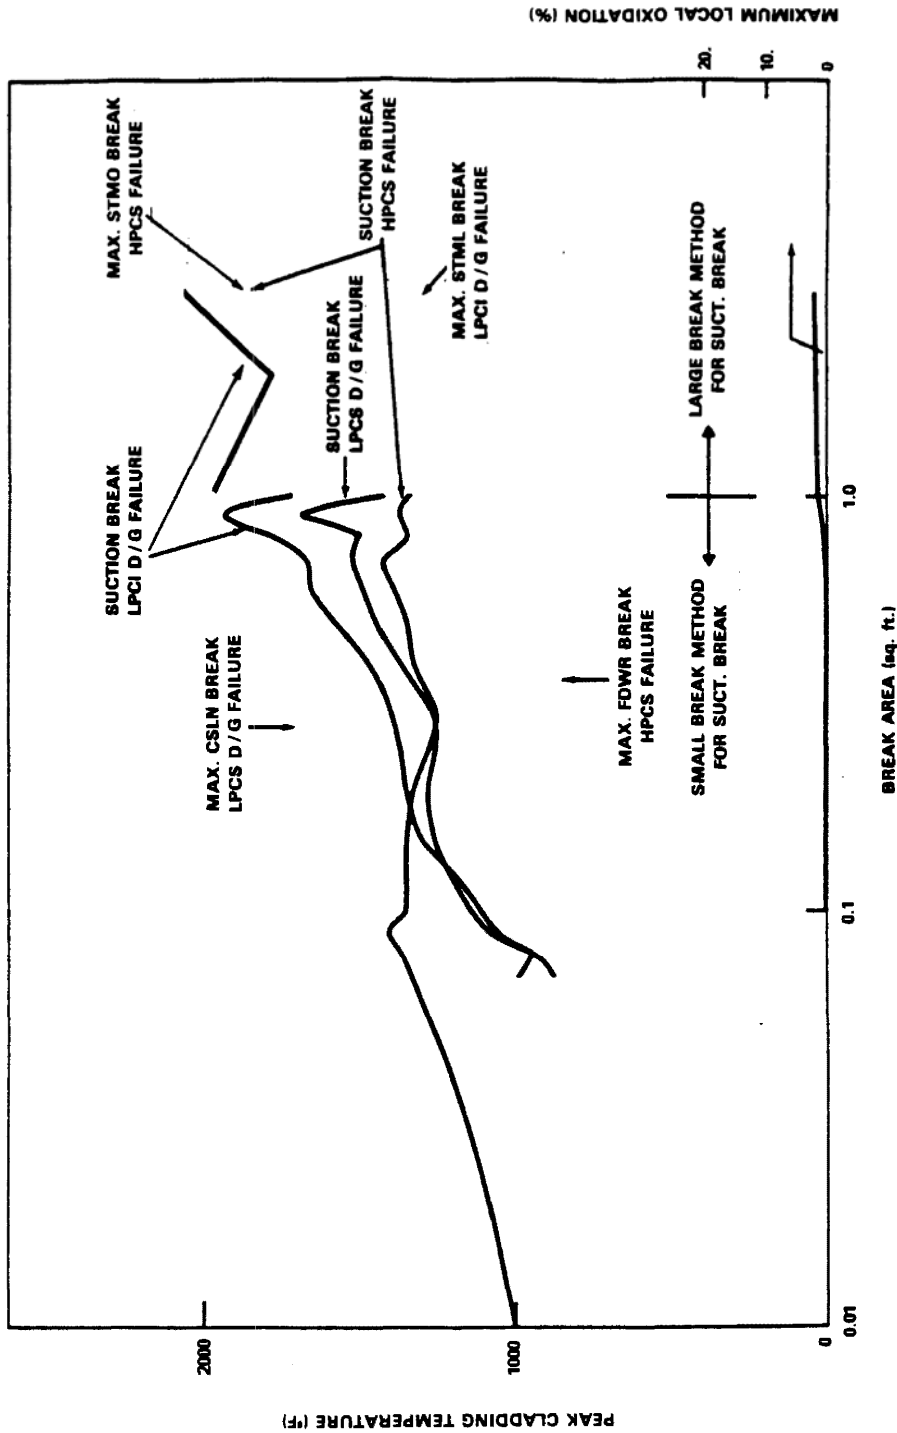 MAXIMUM LOCAL OXIDATION (%)
20.
10.
0
MAX. STMO BREAK
HPCS FAILURE
SUCTION BREAK
HPCS FAILURE
MAX. STML BREAK
LPCI D/G FAILURE
SUCTION BREAK
LPCS D/G FAILURE
SUCTION BREAK
LPCI D/G FAILURE
MAX. CSLN BREAK
LPCS D/G FAILURE
MAX. FDWR BREAK
HPCS FAILURE
LARGE BREAK METHOD
FOR SUCT. BREAK
SMALL BREAK METHOD
FOR SUCT. BREAK
PEAK CLADDING TEMPERATURE (°F)
2000
1000
0
0.01
0.1
1.0
BREAK AREA (sq. ft.)